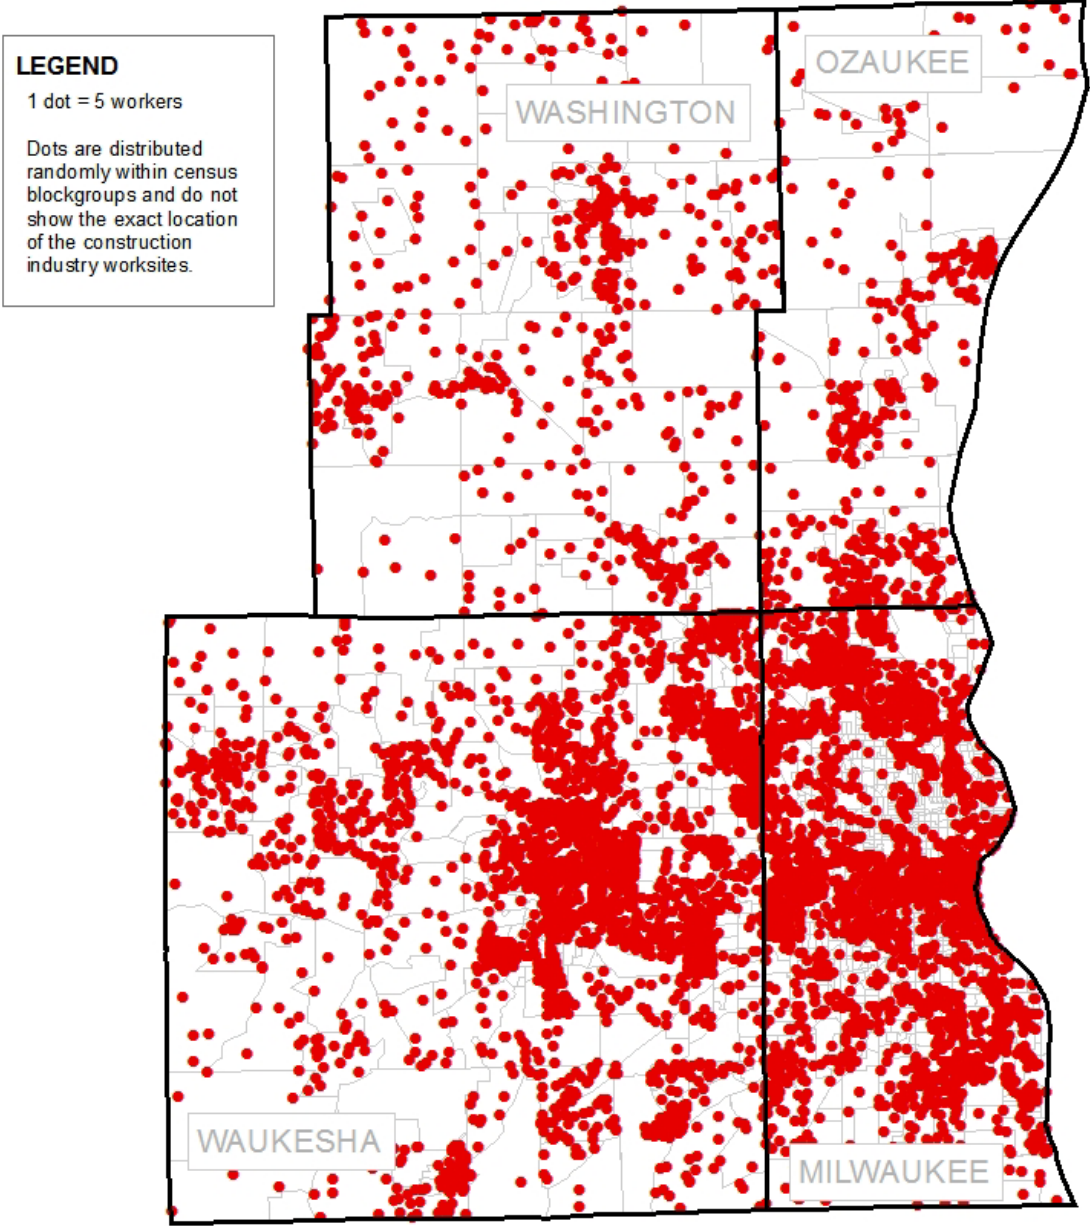 LEGEND
1 dot = 5 workers
Dots are distributed
randomly within census
blockgroups and do not
show the exact location
of the construction
industry worksites.
OZAUKEE
WASHINGTON
WAUKESHA
MILWAUKEE